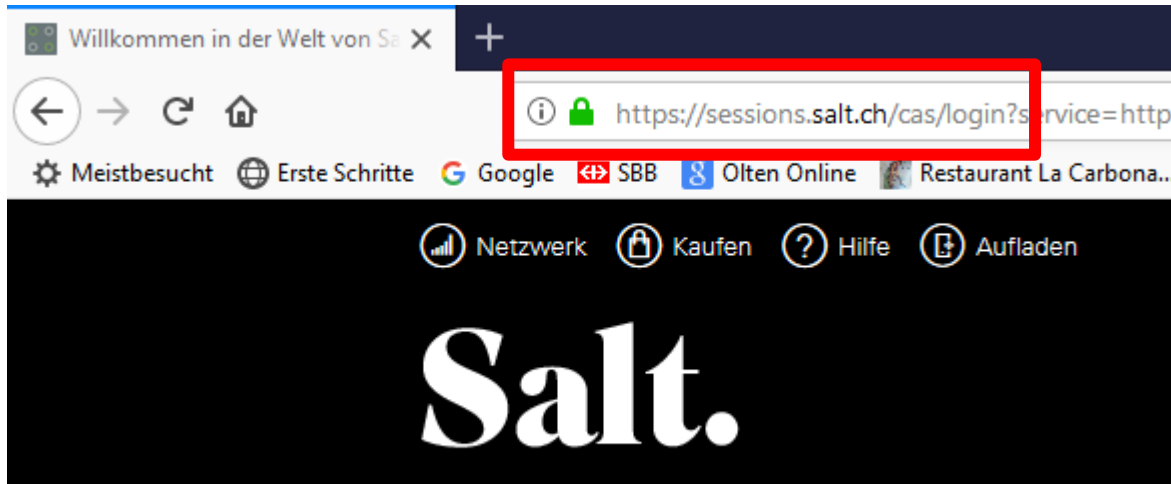 Willkommen in der Welt von Sa
https://sessions.salt.ch/cas/login?service=http
Meistbesucht Erste Schritte G Google SBB 8 Olten Online Restaurant La Carbona...
Netzwerk Kaufen ? Hilfe Aufladen
Salt.